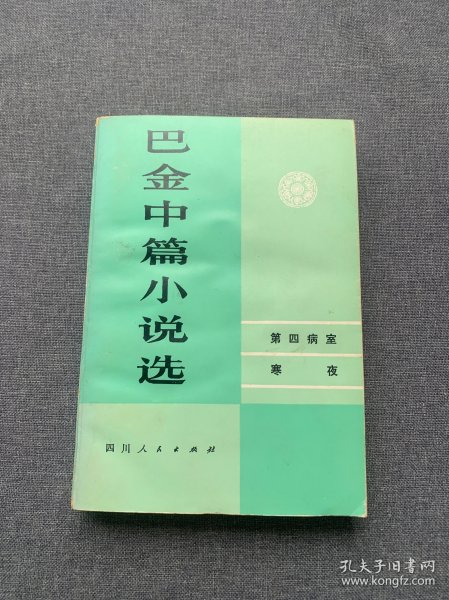 巴金中篇小说选
第四病室
寒夜
四川人民出版社
孔夫子旧书网
www.kongfz.com